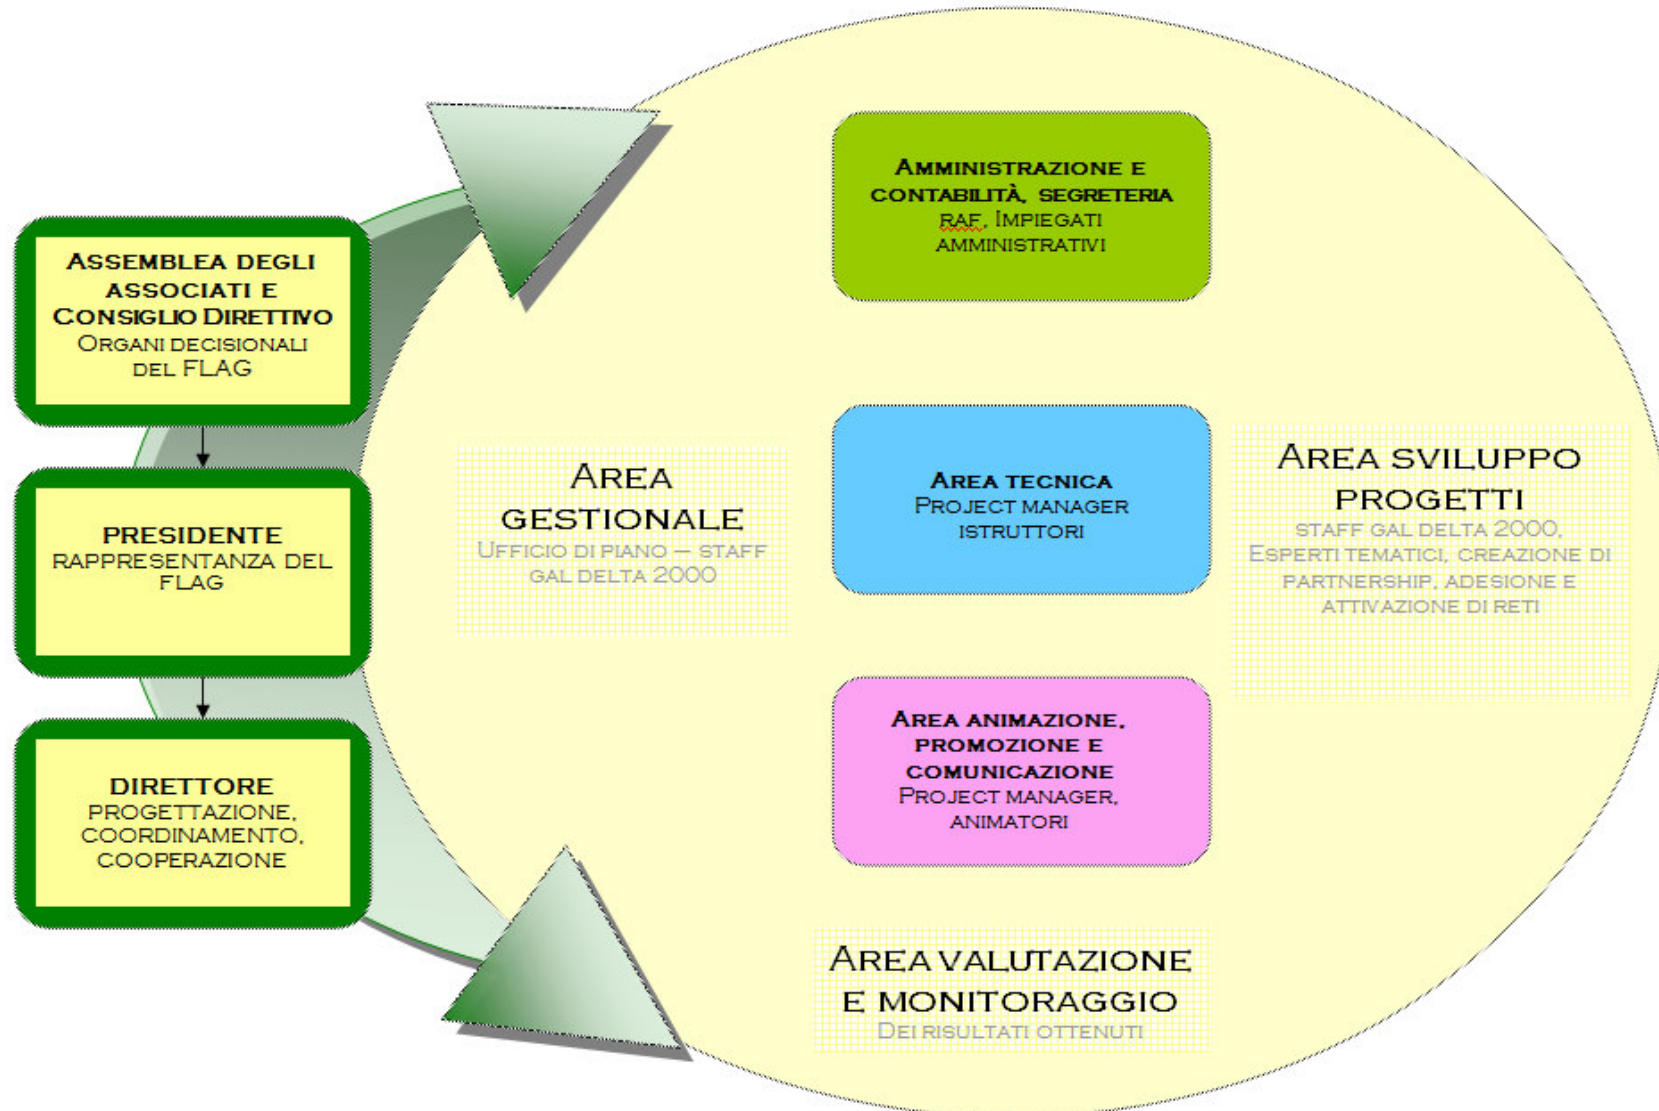 Assemblea degli
associati e
Consiglio Direttivo
Organi decisionali
del FLAG
PRESIDENTE
rappresentanza del
FLAG
DIRETTORE
progettazione,
coordinamento,
cooperazione
Area
gestionale
Ufficio di piano – staff
gal delta 2000
Amministrazione e
contabilità, segreteria
raf, Impiegati
amministrativi
Area tecnica
Project manager
istruttori
Area animazione,
promozione e
comunicazione
Project manager,
animatori
Area sviluppo
progetti
staff gal delta 2000,
Esperti tematici, creazione di
partnership, adesione e
attivazione di reti
Area valutazione
e monitoraggio
Dei risultati ottenuti